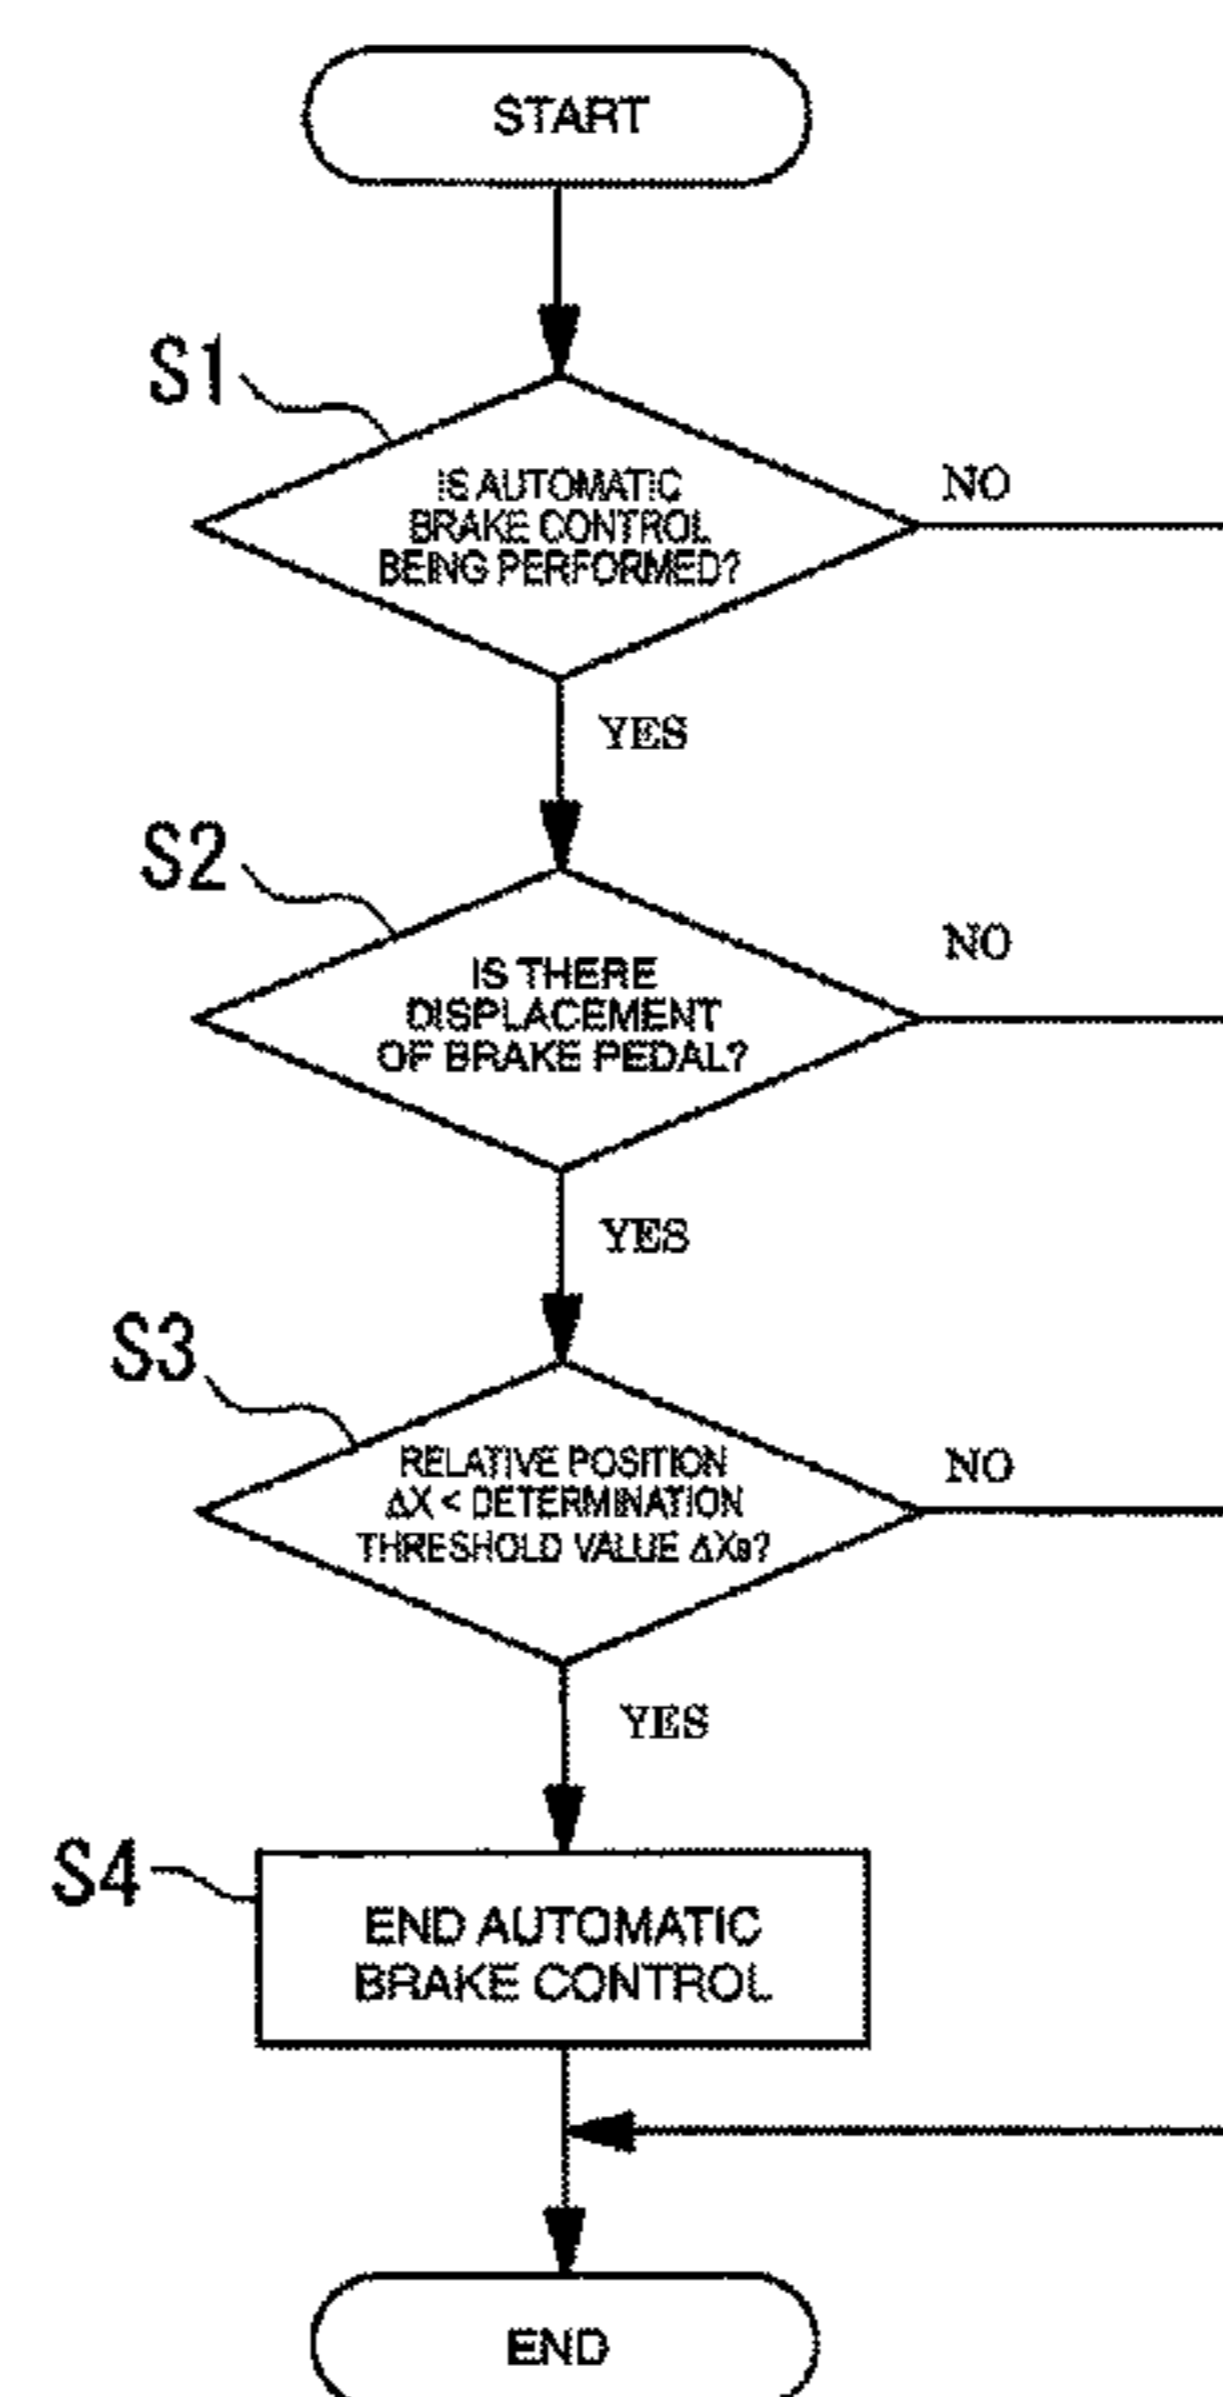 START
S1
IS AUTOMATIC
BRAKE CONTROL
BEING PERFORMED?
NO
YES
S2
IS THERE
DISPLACEMENT
OF BRAKE PEDAL?
NO
YES
S3
RELATIVE POSITION
ΔX < DETERMINATION
THRESHOLD VALUE
NO
YES
S4
END AUTOMATIC
BRAKE CONTROL
END